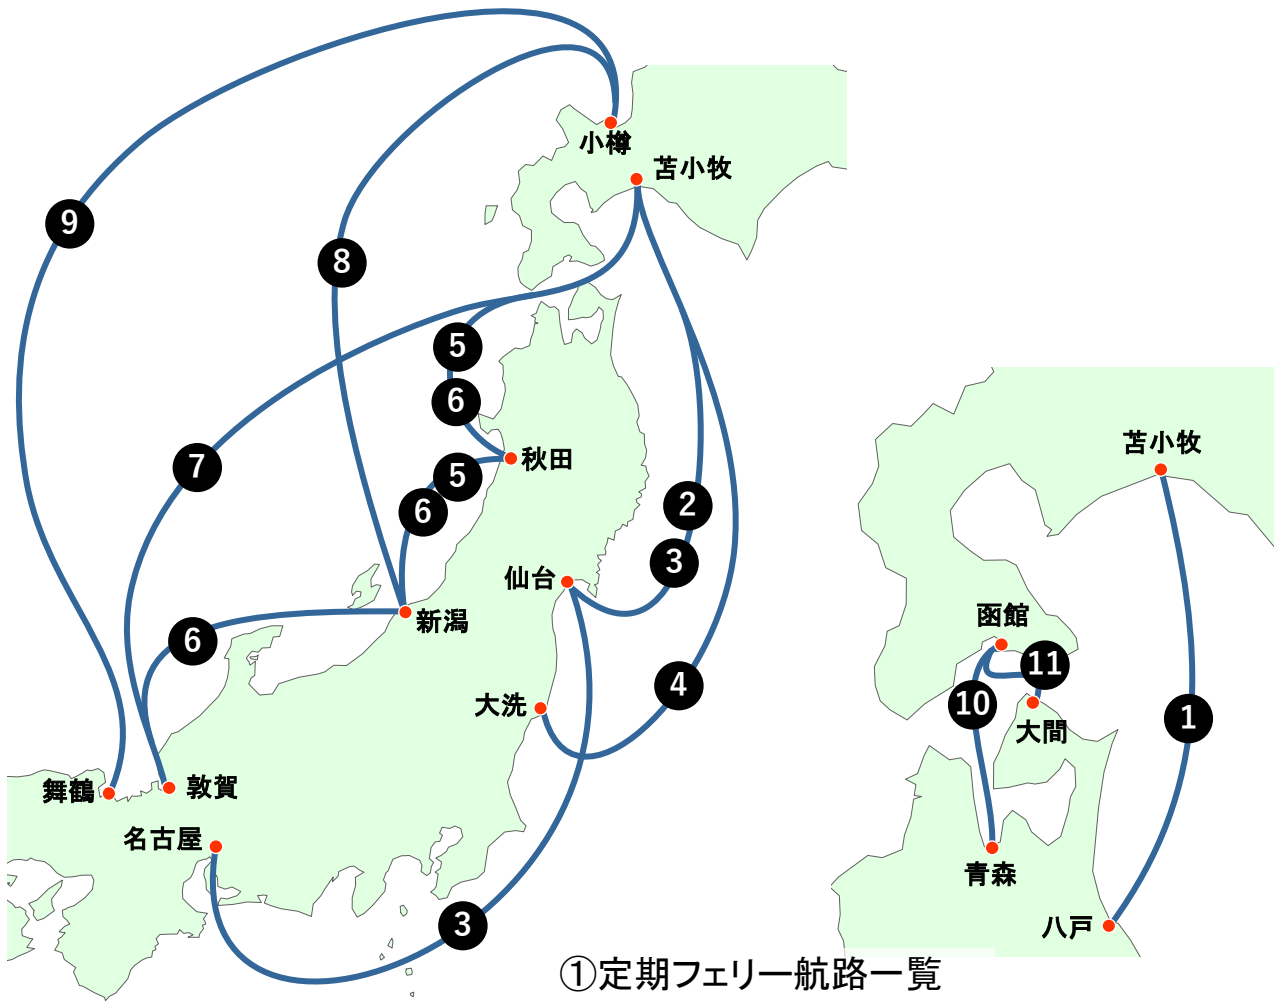 小樽
苫小牧
9
8
5
6
7
秋田
5
6
2
3
仙台
新潟
6
4
大洗
舞鶴
敦賀
名古屋
3
苫小牧
函館
11
10
大間
1
青森
八戸
①定期フェリー航路一覧